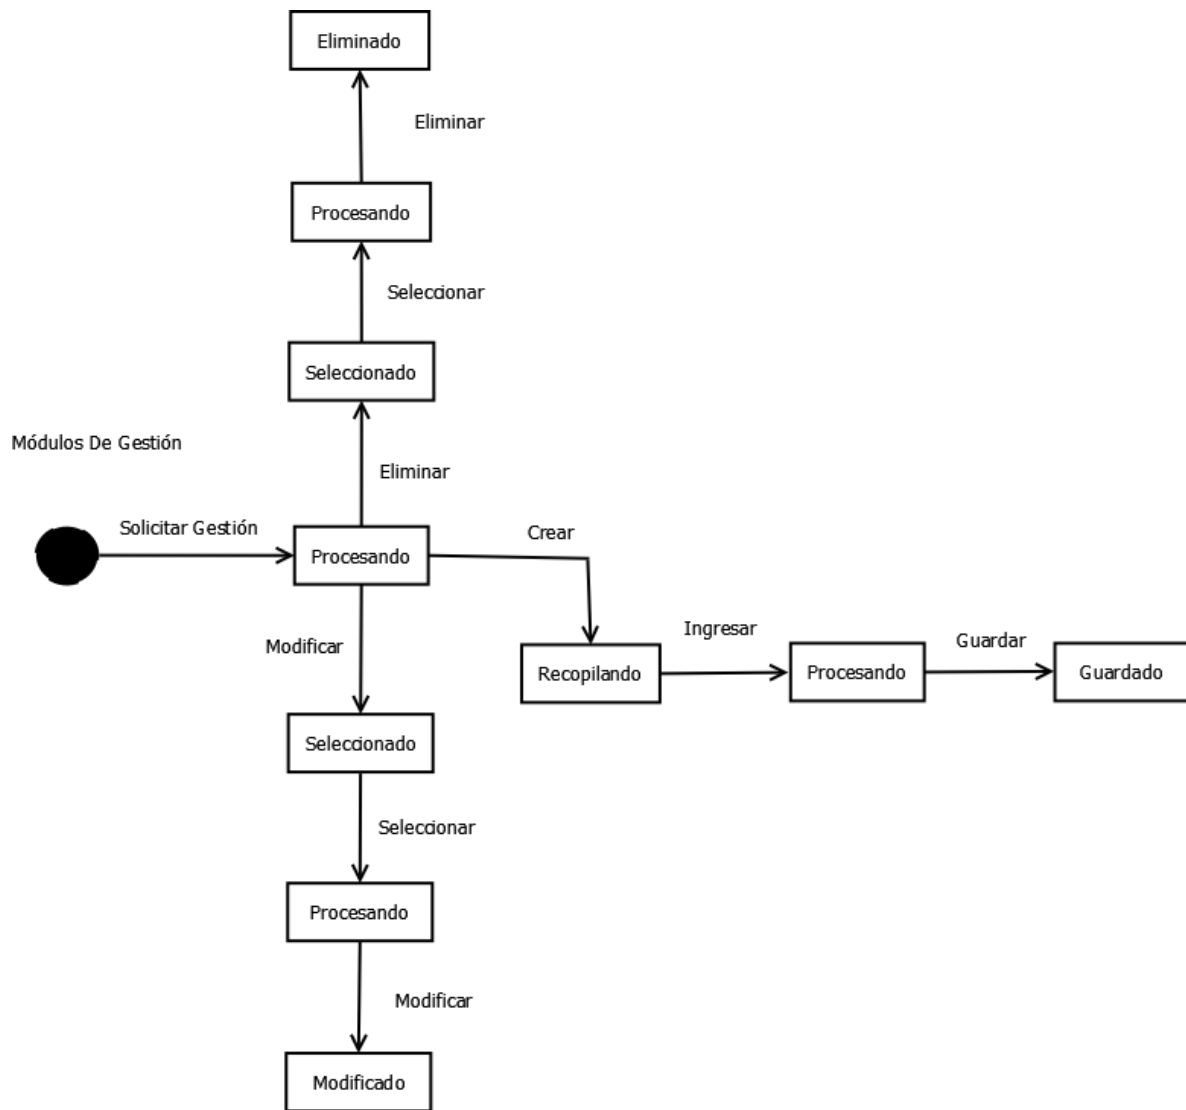 Eliminado
Eliminar
Procesando
Seleccionar
Seleccionado
Módulos De Gestión
Eliminar
Solicitar Gestión
Procesando
Crear
Modificar
Ingresar
Guardar
Recopilando
Procesando
Guardado
Seleccionado
Seleccionar
Procesando
Modificar
Modificado